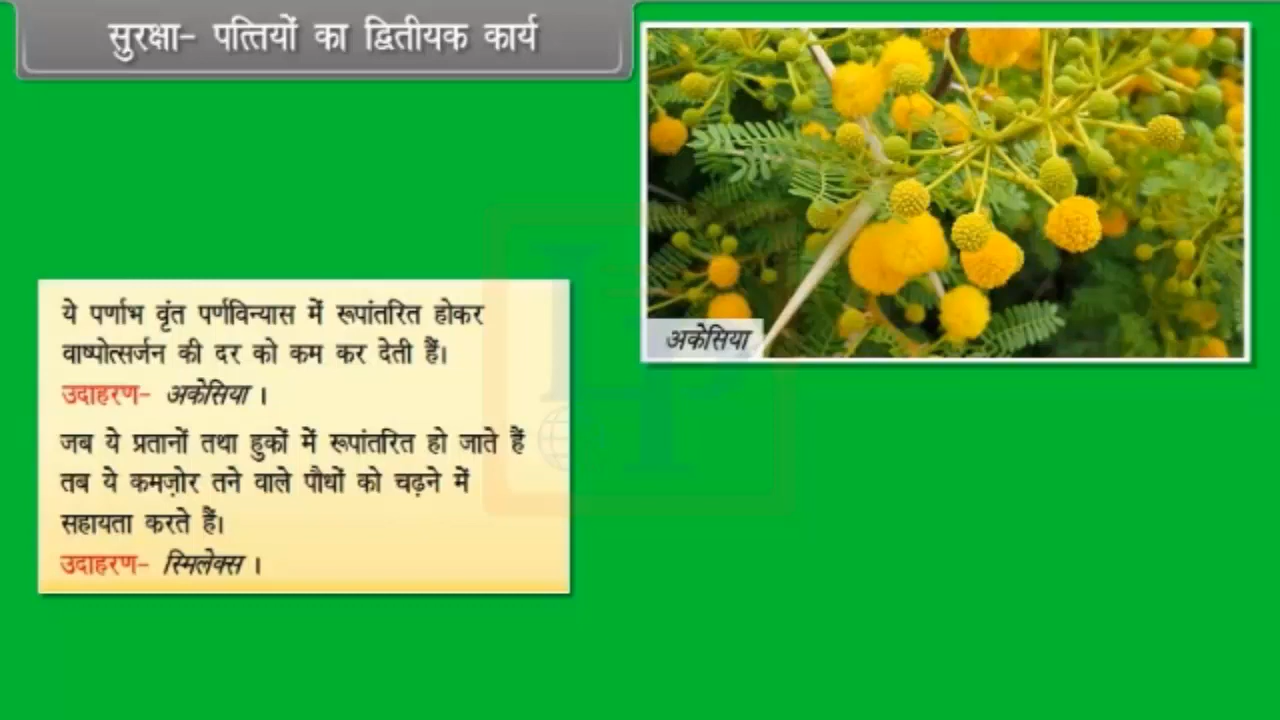 सुरक्षा- पत्तियों का द्वितीयक कार्य
ये पर्णाभ वृंत पर्णविन्यास में रूपांतरित होकर
वाष्पोत्सर्जन की दर को कम कर देती हैं।
उदाहरण- अकेसिया ।
जब ये प्रतानों तथा हुकों में रूपांतरित हो जाते हैं
तब ये कमज़ोर तने वाले पौधों को चढ़ने में
सहायता करते हैं।
उदाहरण- स्मिलेक्स ।
अकेसिया